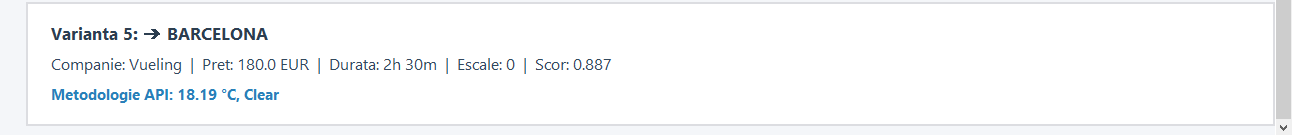 Varianta 5: ➔ BARCELONA
Companie: Vueling | Pret: 180.0 EUR | Durata: 2h 30m | Escale: 0 | Scor: 0.887
Metodologie API: 18.19 °C, Clear